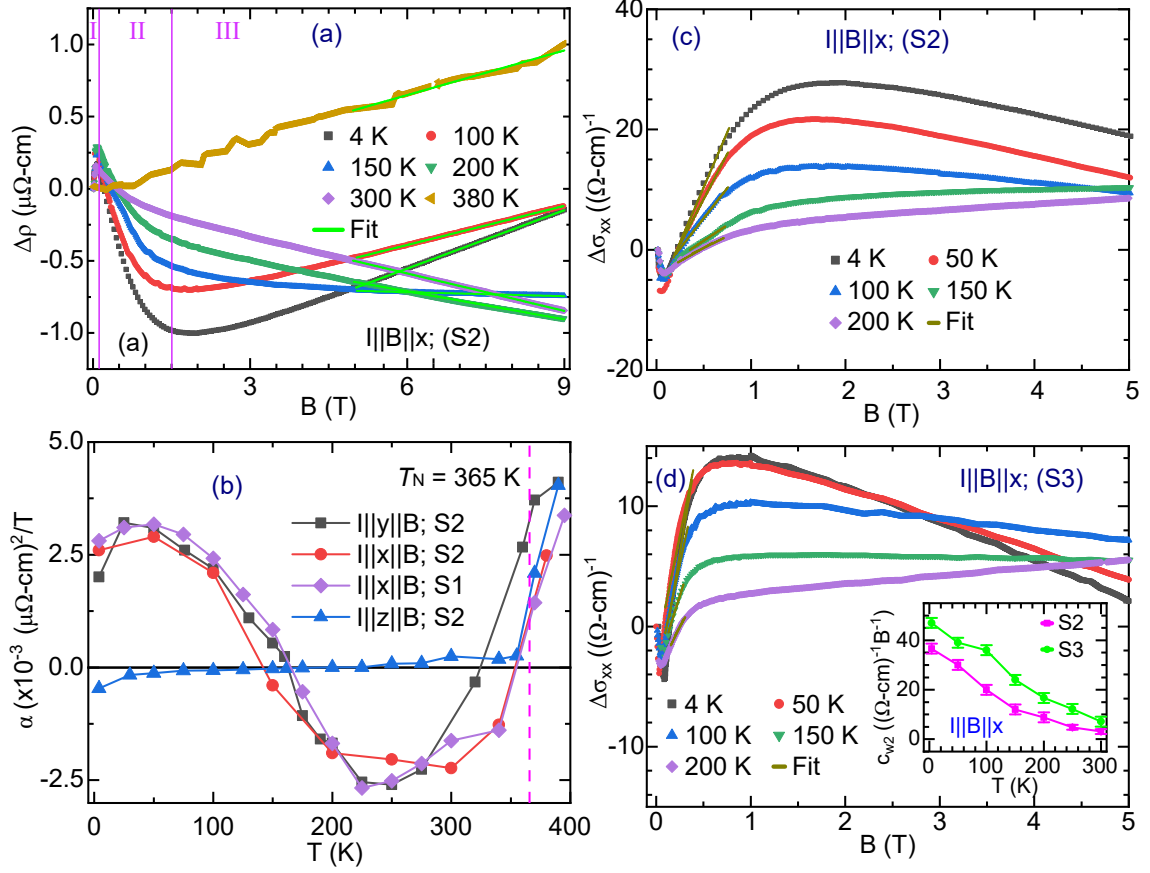 I
II
III
(a)
1.0
0.5
0.0
-0.5
-1.0
Δρ (μΩ-cm)
4 K
100 K
150 K
200 K
300 K
380 K
Fit
(a)
I||B||x; (S2)
0
3
6
9
B (T)
(c)
I||B||x; (S2)
40
20
0
-20
Δσxx ((Ω-cm)⁻¹
4 K
50 K
100 K
150 K
200 K
Fit
0
1
2
3
4
5
B (T)
(b)
TN = 365 K
5.0
2.5
0.0
-2.5
α (x10⁻³ (μΩ-cm)²/T
I||y||B; S2
I||x||B; S2
I||x||B; S1
I||z||B; S2
0
100
200
300
400
T (K)
(d)
I||B||x; (S3)
10
0
-10
Δσxx ((Ω-cm)⁻¹
4 K
50 K
100 K
150 K
200 K
Fit
0
1
2
3
4
5
B (T)
S2
S3
40
20
0
cw2 ((Ω-cm)⁻¹B⁻¹
I||B||x
0
100
200
300
T (K)